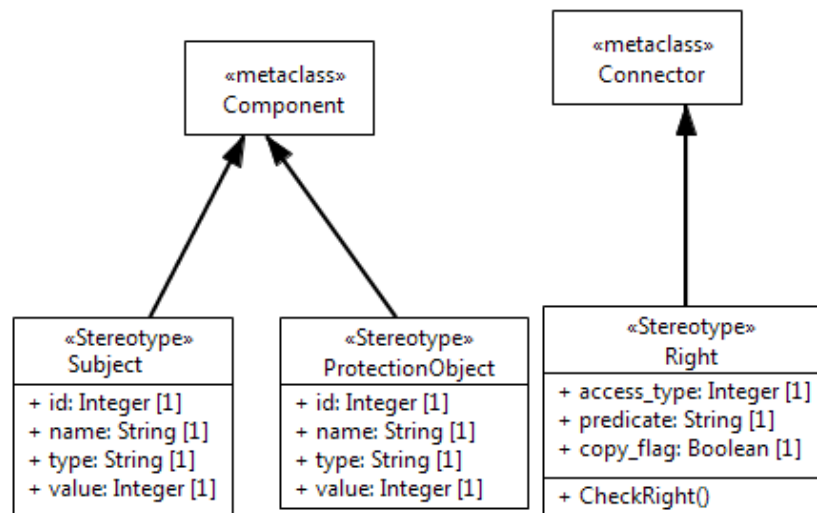 «metaclass»
Component
«metaclass»
Connector
«Stereotype»
Subject
+ id: Integer [1]
+ name: String [1]
+ type: String [1]
+ value: Integer [1]
«Stereotype»
ProtectionObject
+ id: Integer [1]
+ name: String [1]
+ type: String [1]
+ value: Integer [1]
«Stereotype»
Right
+ access_type: Integer [1]
+ predicate: String [1]
+ copy_flag: Boolean [1]
+ CheckRight()